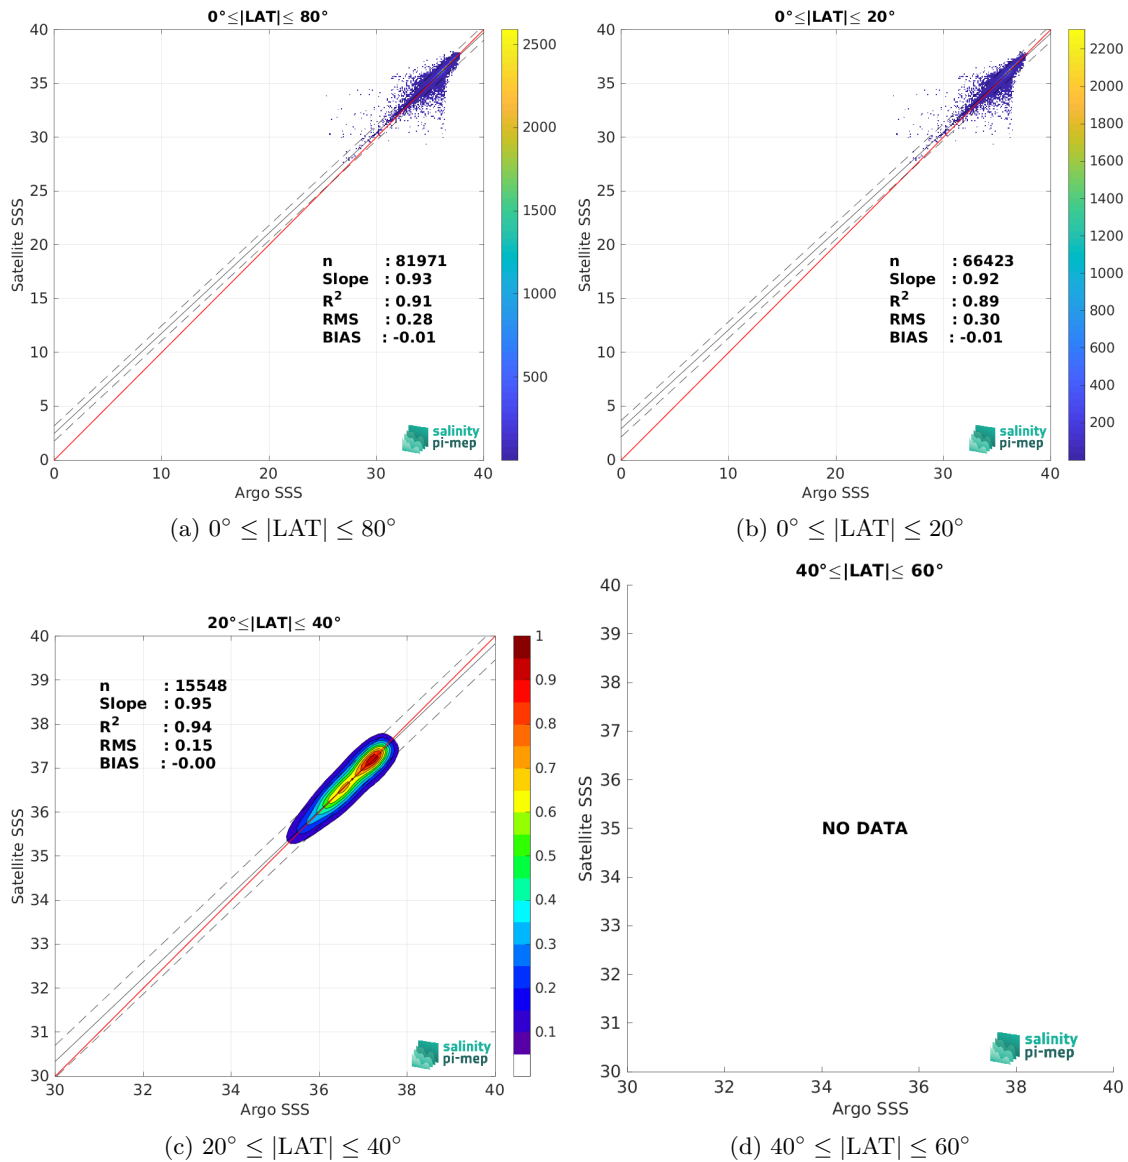 0°≤|LAT|≤ 80°
40
35
30
25
20
15
10
5
0
0
10
20
30
40
Satellite SSS
Argo SSS
n : 81971
Slope : 0.93
R² : 0.91
RMS : 0.28
BIAS : -0.01
salinity
pi-mep
2500
2000
1500
1000
500
(a) 0° ≤ |LAT| ≤ 80°
0°≤|LAT|≤ 20°
40
35
30
25
20
15
10
5
0
0
10
20
30
40
Satellite SSS
Argo SSS
n : 66423
Slope : 0.92
R² : 0.89
RMS : 0.30
BIAS : -0.01
salinity
pi-mep
2200
2000
1800
1600
1400
1200
1000
800
600
400
200
(b) 0° ≤ |LAT| ≤ 20°
20°≤|LAT|≤ 40°
40
39
38
37
36
35
34
33
32
31
30
30
32
34
36
38
40
Satellite SSS
Argo SSS
n : 15548
Slope : 0.95
R² : 0.94
RMS : 0.15
BIAS : -0.00
salinity
pi-mep
1
0.9
0.8
0.7
0.6
0.5
0.4
0.3
0.2
0.1
(c) 20° ≤ |LAT| ≤ 40°
40°≤|LAT|≤ 60°
40
39
38
37
36
35
34
33
32
31
30
30
32
34
36
38
40
Satellite SSS
Argo SSS
NO DATA
salinity
pi-mep
(d) 40° ≤ |LAT| ≤ 60°